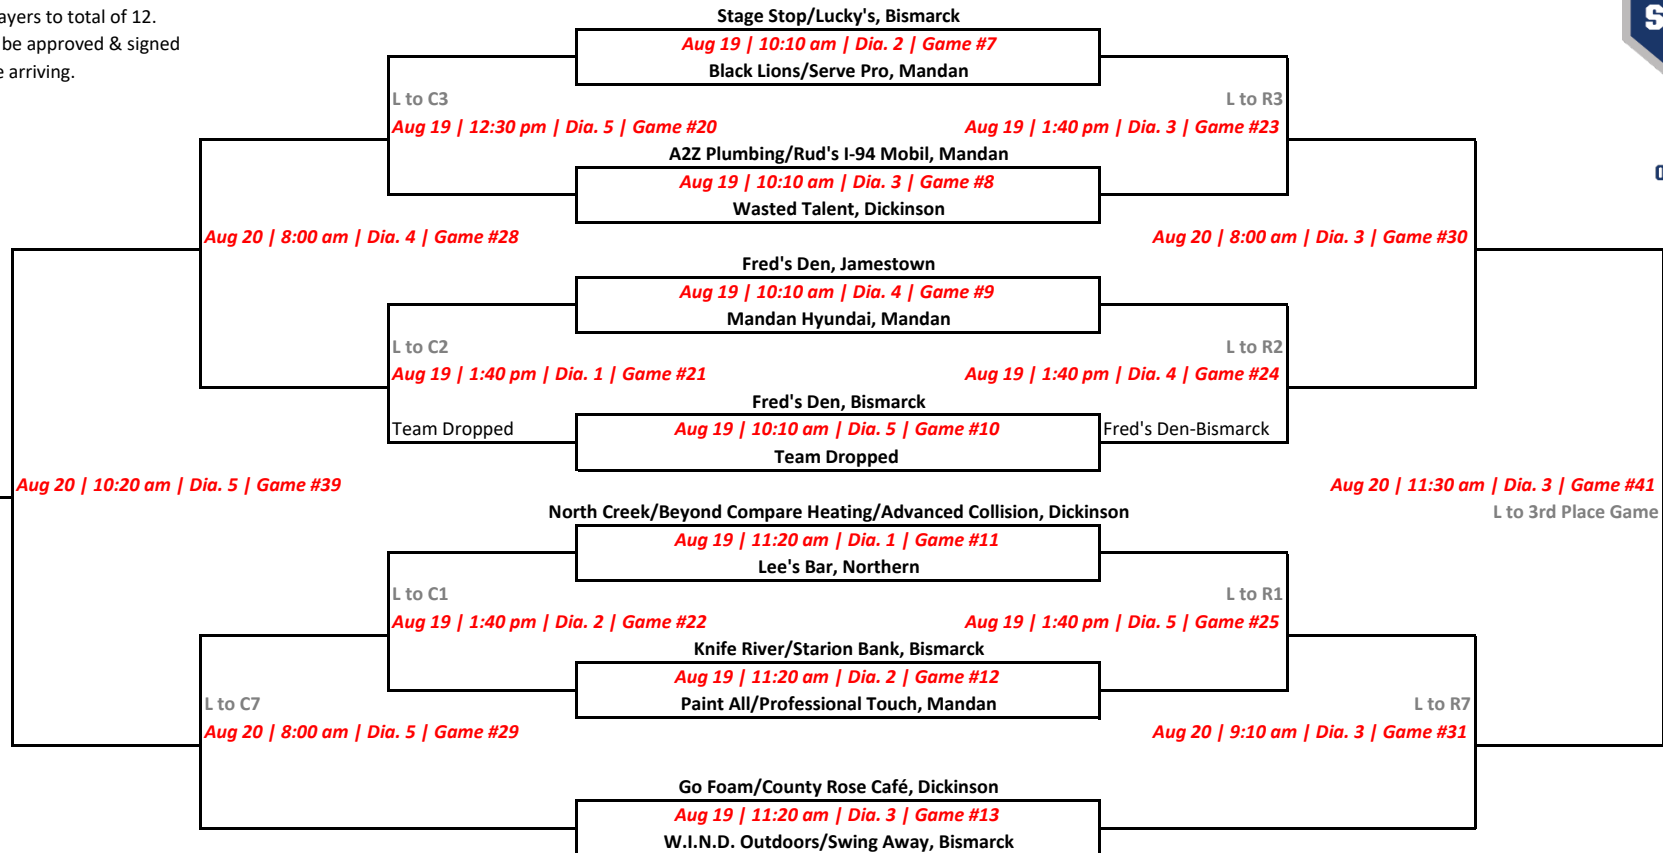 ayers to total of 12.
be approved & signed
e arriving.
Stage Stop/Lucky's, Bismarck
Aug 19 | 10:10 am | Dia. 2 | Game #7
Black Lions/Serve Pro, Mandan
L to C3
L to R3
Aug 19 | 12:30 pm | Dia. 5 | Game #20
Aug 19 | 1:40 pm | Dia. 3 | Game #23
A2Z Plumbing/Rud's I-94 Mobil, Mandan
Aug 19 | 10:10 am | Dia. 3 | Game #8
Wasted Talent, Dickinson
Aug 20 | 8:00 am | Dia. 4 | Game #28
Aug 20 | 8:00 am | Dia. 3 | Game #30
Fred's Den, Jamestown
Aug 19 | 10:10 am | Dia. 4 | Game #9
Mandan Hyundai, Mandan
L to C2
L to R2
Aug 19 | 1:40 pm | Dia. 1 | Game #21
Aug 19 | 1:40 pm | Dia. 4 | Game #24
Fred's Den, Bismarck
Team Dropped
Aug 19 | 10:10 am | Dia. 5 | Game #10
Fred's Den-Bismarck
Team Dropped
Aug 20 | 10:20 am | Dia. 5 | Game #39
Aug 20 | 11:30 am | Dia. 3 | Game #41
L to 3rd Place Game
North Creek/Beyond Compare Heating/Advanced Collision, Dickinson
Aug 19 | 11:20 am | Dia. 1 | Game #11
Lee's Bar, Northern
L to C1
L to R1
Aug 19 | 1:40 pm | Dia. 2 | Game #22
Aug 19 | 1:40 pm | Dia. 5 | Game #25
Knife River/Starion Bank, Bismarck
Aug 19 | 11:20 am | Dia. 2 | Game #12
Paint All/Professional Touch, Mandan
L to C7
L to R7
Aug 20 | 8:00 am | Dia. 5 | Game #29
Aug 20 | 9:10 am | Dia. 3 | Game #31
Go Foam/County Rose Café, Dickinson
Aug 19 | 11:20 am | Dia. 3 | Game #13
W.I.N.D. Outdoors/Swing Away, Bismarck